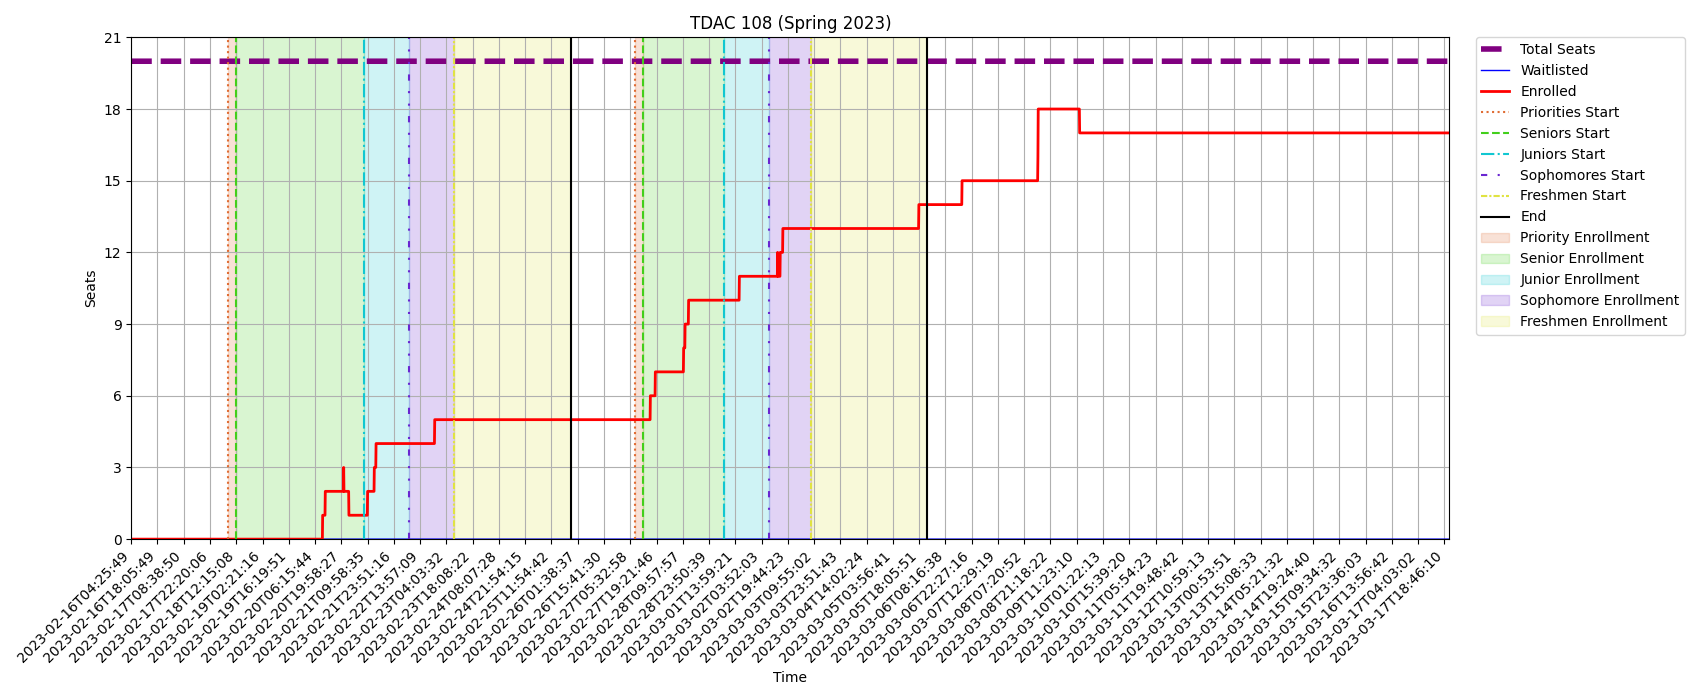 TDAC 108 (Spring 2023)
21
18
15
12
9
6
3
0
Seats
2023-02-16T04:25:49
2023-02-16T18:05:49
2023-02-17T08:38:50
2023-02-17T22:20:06
2023-02-18T12:15:08
2023-02-19T02:21:16
2023-02-19T16:19:51
2023-02-20T06:15:44
2023-02-20T19:58:27
2023-02-21T09:58:35
2023-02-21T23:51:16
2023-02-22T13:57:09
2023-02-23T04:03:32
2023-02-23T18:08:22
2023-02-24T08:07:28
2023-02-24T21:54:15
2023-02-25T11:54:42
2023-02-26T01:38:37
2023-02-26T15:41:30
2023-02-27T05:32:58
2023-02-27T19:21:46
2023-02-28T09:57:57
2023-02-28T23:50:39
2023-03-01T13:59:21
2023-03-02T03:52:03
2023-03-02T19:44:23
2023-03-03T09:55:02
2023-03-03T23:51:43
2023-03-04T14:02:24
2023-03-05T03:56:41
2023-03-05T18:05:51
2023-03-06T08:16:38
2023-03-06T22:27:16
2023-03-07T12:29:19
2023-03-08T07:20:52
2023-03-08T21:18:22
2023-03-09T11:23:10
2023-03-10T01:22:13
2023-03-10T15:39:20
2023-03-11T05:54:23
2023-03-11T19:48:42
2023-03-12T10:59:13
2023-03-13T00:53:51
2023-03-13T15:08:33
2023-03-14T05:21:32
2023-03-14T19:24:40
2023-03-15T09:34:32
2023-03-15T23:36:03
2023-03-16T13:56:42
2023-03-17T04:03:02
2023-03-17T18:46:10
Time
Total Seats
Waitlisted
Enrolled
Priorities Start
Seniors Start
Juniors Start
Sophomores Start
Freshmen Start
End
Priority Enrollment
Senior Enrollment
Junior Enrollment
Sophomore Enrollment
Freshmen Enrollment